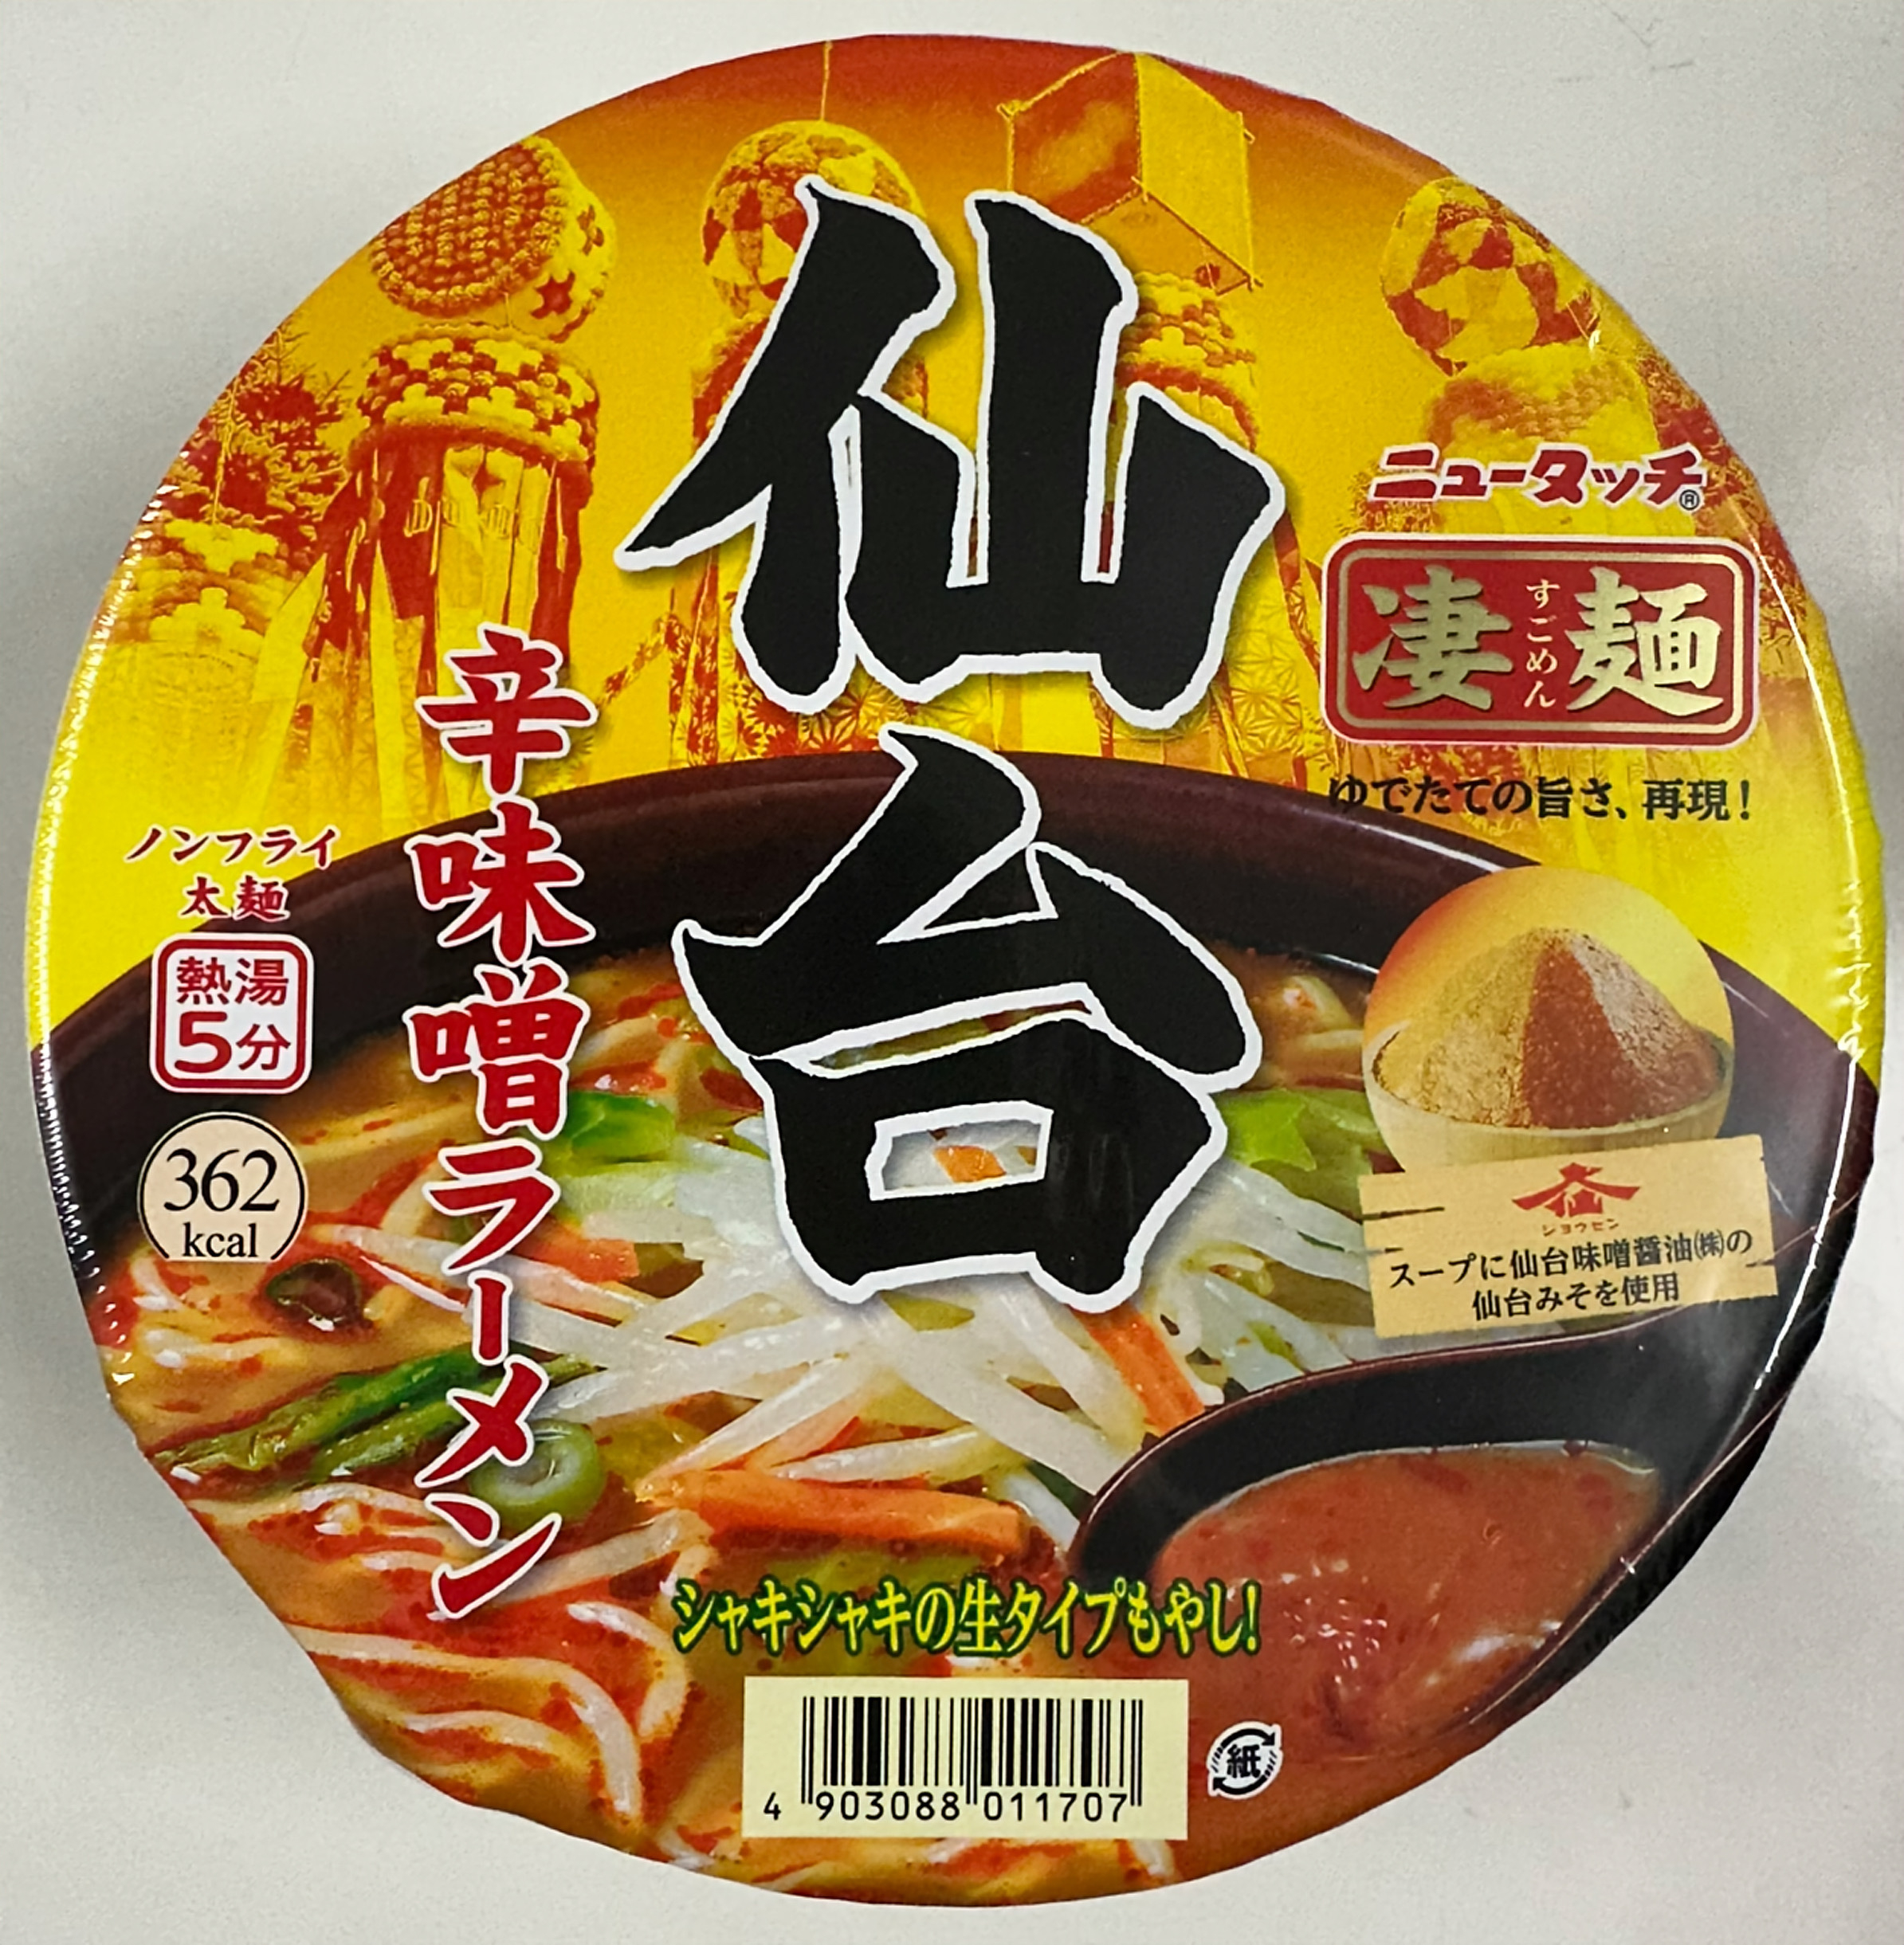 仙台
辛味噌ラーメン
ニュータッチ®
凄麺
すごめん
ゆでたての旨さ、再現!
ノンフライ
太麺
熱湯
5分
362
kcal
仙
ショウビン
スープに仙台味噌醤油㈱の
仙台みそを使用
シャキシャキの生タイプもやし!
4 903088 011707
紙